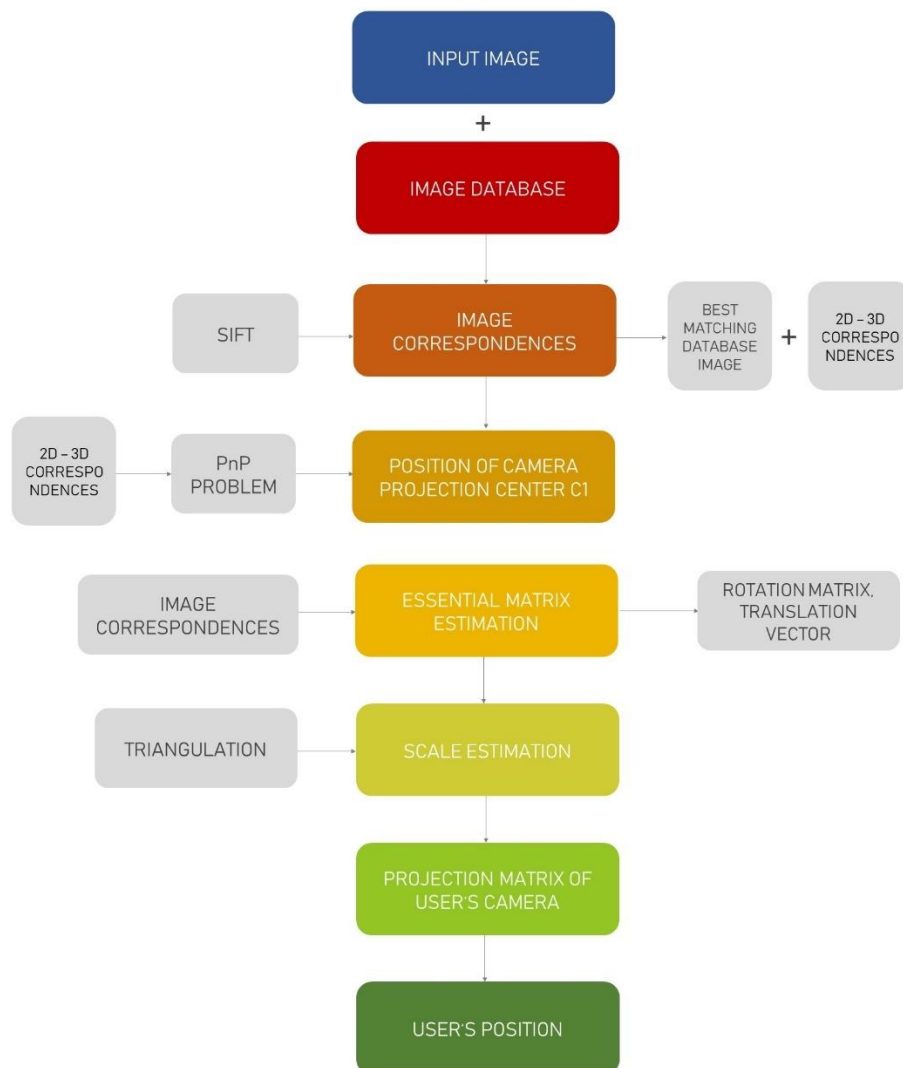 INPUT IMAGE
+
IMAGE DATABASE
SIFT
IMAGE
CORRESPONDENCES
BEST
MATCHING
DATABASE
IMAGE
+
2D – 3D
CORRESPO
NDENCES
2D – 3D
CORRESPO
NDENCES
PnP
PROBLEM
POSITION OF CAMERA
PROJECTION CENTER C1
IMAGE
CORRESPONDENCES
ESSENTIAL MATRIX
ESTIMATION
ROTATION MATRIX,
TRANSLATION
VECTOR
TRIANGULATION
SCALE ESTIMATION
PROJECTION MATRIX OF
USER'S CAMERA
USER'S POSITION